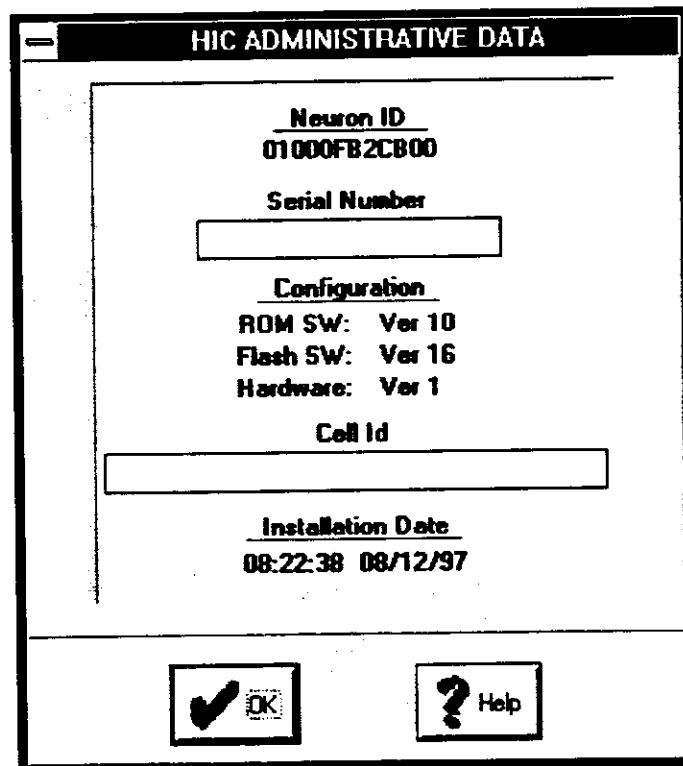 HIC ADMINISTRATIVE DATA
Neuron ID
01000FB2CB00
Serial Number
Configuration
ROM SW: Ver 10
Flash SW: Ver 16
Hardware: Ver 1
Cell Id
Installation Date
08:22:38 08/12/97
OK
Help